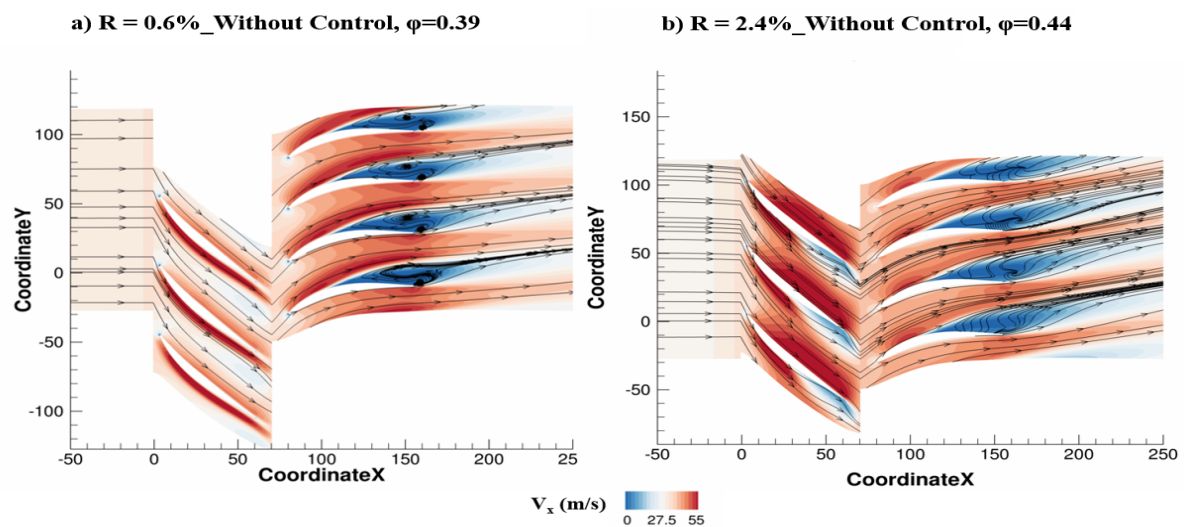 a) R = 0.6%_Without Control, φ=0.39
b) R = 2.4%_Without Control, φ=0.44
CoordinateY
100
50
0
-50
-100
-50 0 50 100 150 200 25
CoordinateX
CoordinateY
150
100
50
0
-50
-50 0 50 100 150 200 250
CoordinateX
Vₓ (m/s)
0 27.5 55